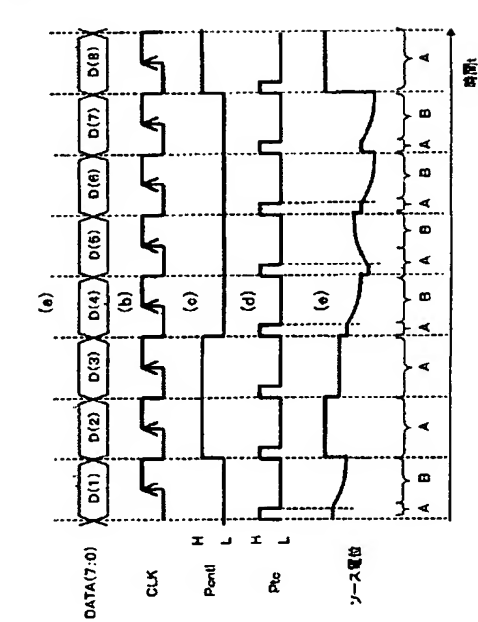 (a)
DATA(7:0) D(1) D(2) D(3) D(4) D(5) D(6) D(7) D(8)
(b)
CLK
(c)
Pcntl H L
(d)
Ptc H L
(e)
ソース電位
A B A A A B A B A B A B A
時間t